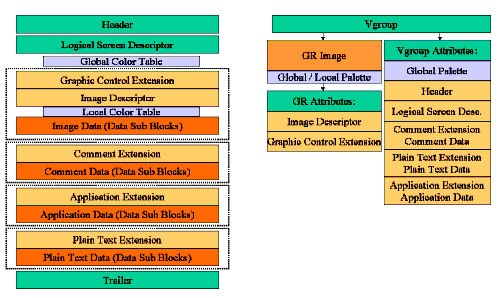 Header
Logical Screen Descriptor
Global Color Table
Graphic Control Extension
Image Descriptor
Local Color Table
Image Data (Data Sub Blocks)
Comment Extension
Comment Data (Data Sub Blocks)
Application Extension
Application Data (Data Sub Blocks)
Plain Text Extension
Plain Text Data (Data Sub Blocks)
Trailer
Vgroup
GR Image
Global / Local Palette
GR Attributes:
Image Descriptor
Graphic Control Extension
Vgroup Attributes:
Global Palette
Header
Logical Screen Desc.
Comment Extension
Comment Data
Plain Text Extension
Plain Text Data
Application Extension
Application Data